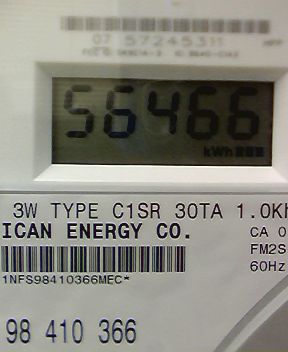 07 57245311
56466
kWh
3W TYPE C1SR 30TA 1.0Kh
ICAN ENERGY CO.
CA 0
FM2S
60Hz
1NFS98410366MEC*
98 410 366